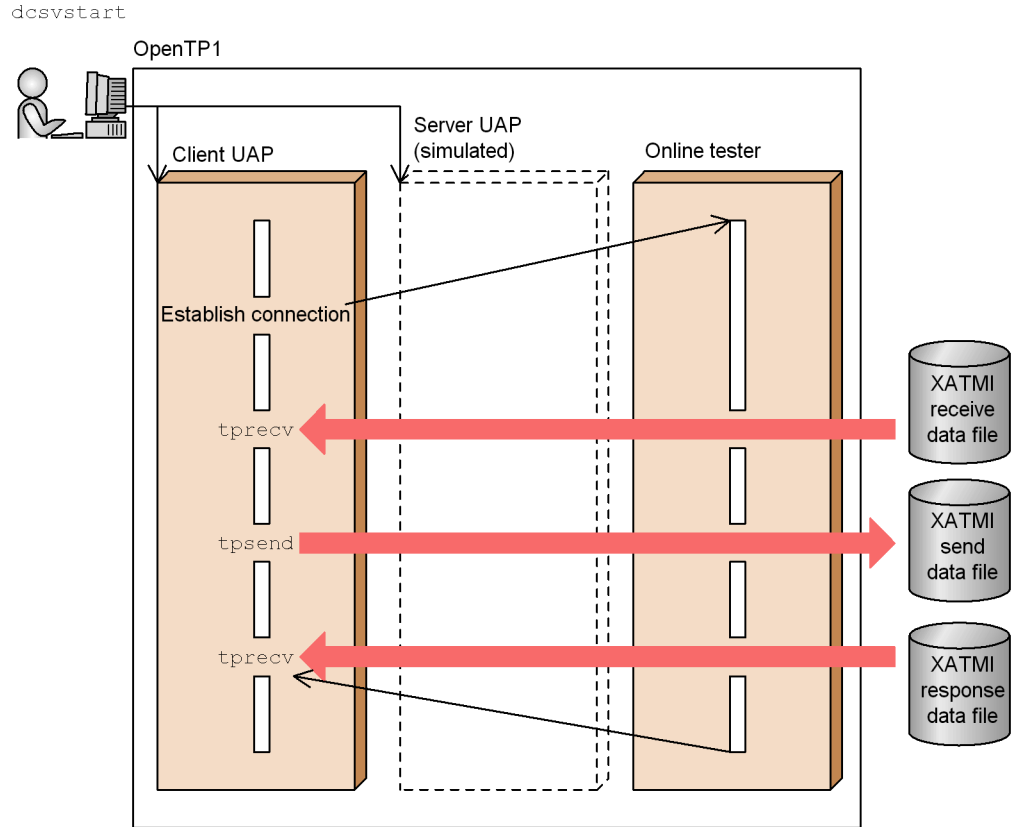 dcsvstart
OpenTP1
Client UAP
Server UAP
(simulated)
Online tester
Establish connection
XATMI
receive
data file
tprecv
XATMI
send
data file
tpsend
XATMI
response
data file
tprecv